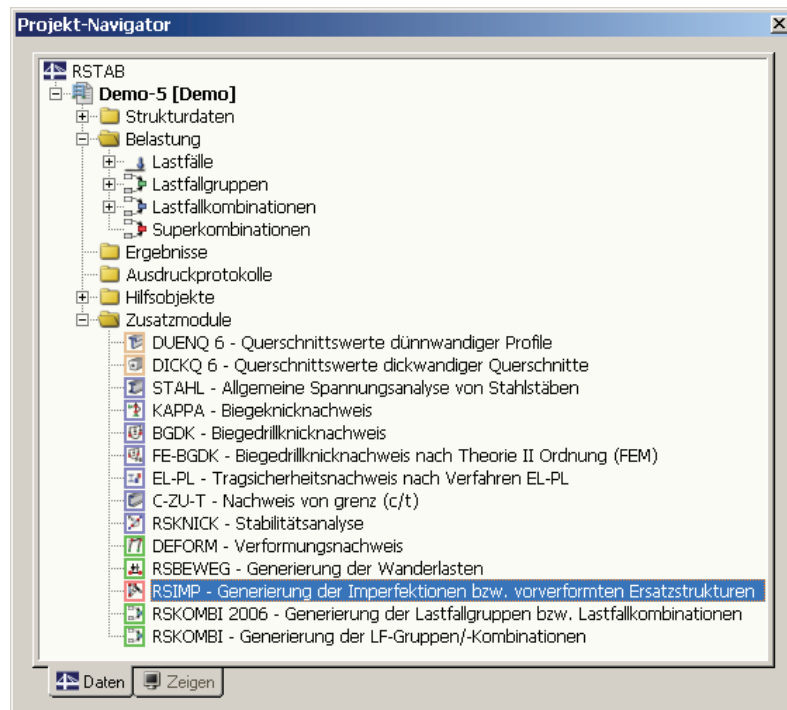 Projekt-Navigator
RSTAB
Demo-5 [Demo]
Strukturdaten
Belastung
Lastfälle
Lastfallgruppen
Lastfallkombinationen
Superkombinationen
Ergebnisse
Ausdruckprotokolle
Hilfsobjekte
Zusatzmodule
DUENQ 6 - Querschnittswerte dünnwandiger Profile
DICKQ 6 - Querschnittswerte dickwandiger Querschnitte
STAHL - Allgemeine Spannungsanalyse von Stahlstäben
KAPPA - Biegeknicknachweis
BGDK - Biegedrillknicknachweis
FE-BGDK - Biegedrillknicknachweis nach Theorie II Ordnung (FEM)
EL-PL - Tragsicherheitsnachweis nach Verfahren EL-PL
C-ZU-T - Nachweis von grenz (c/t)
RSKNICK - Stabilitätsanalyse
DEFORM - Verformungsnachweis
RSBEWEG - Generierung der Wanderlasten
RSIMP - Generierung der Imperfektionen bzw. vorverformten Ersatzstrukturen
RSKOMBI 2006 - Generierung der Lastfallgruppen bzw. Lastfallkombinationen
RSKOMBI - Generierung der LF-Gruppen/-Kombinationen
Daten Zeigen